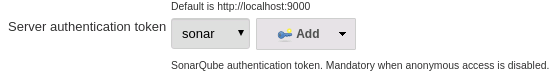 Default is http://localhost:9000
Server authentication token
sonar
Add
SonarQube authentication token. Mandatory when anonymous access is disabled.